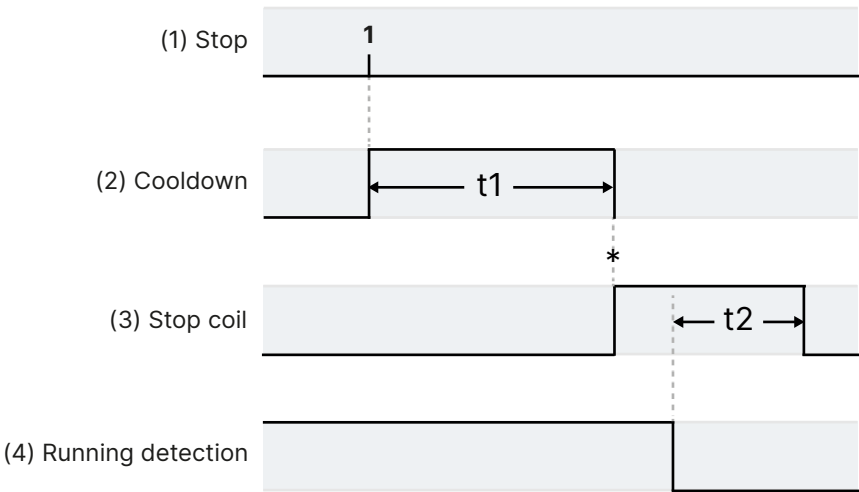 (1) Stop
1
(2) Cooldown
t1
*
(3) Stop coil
t2
(4) Running detection